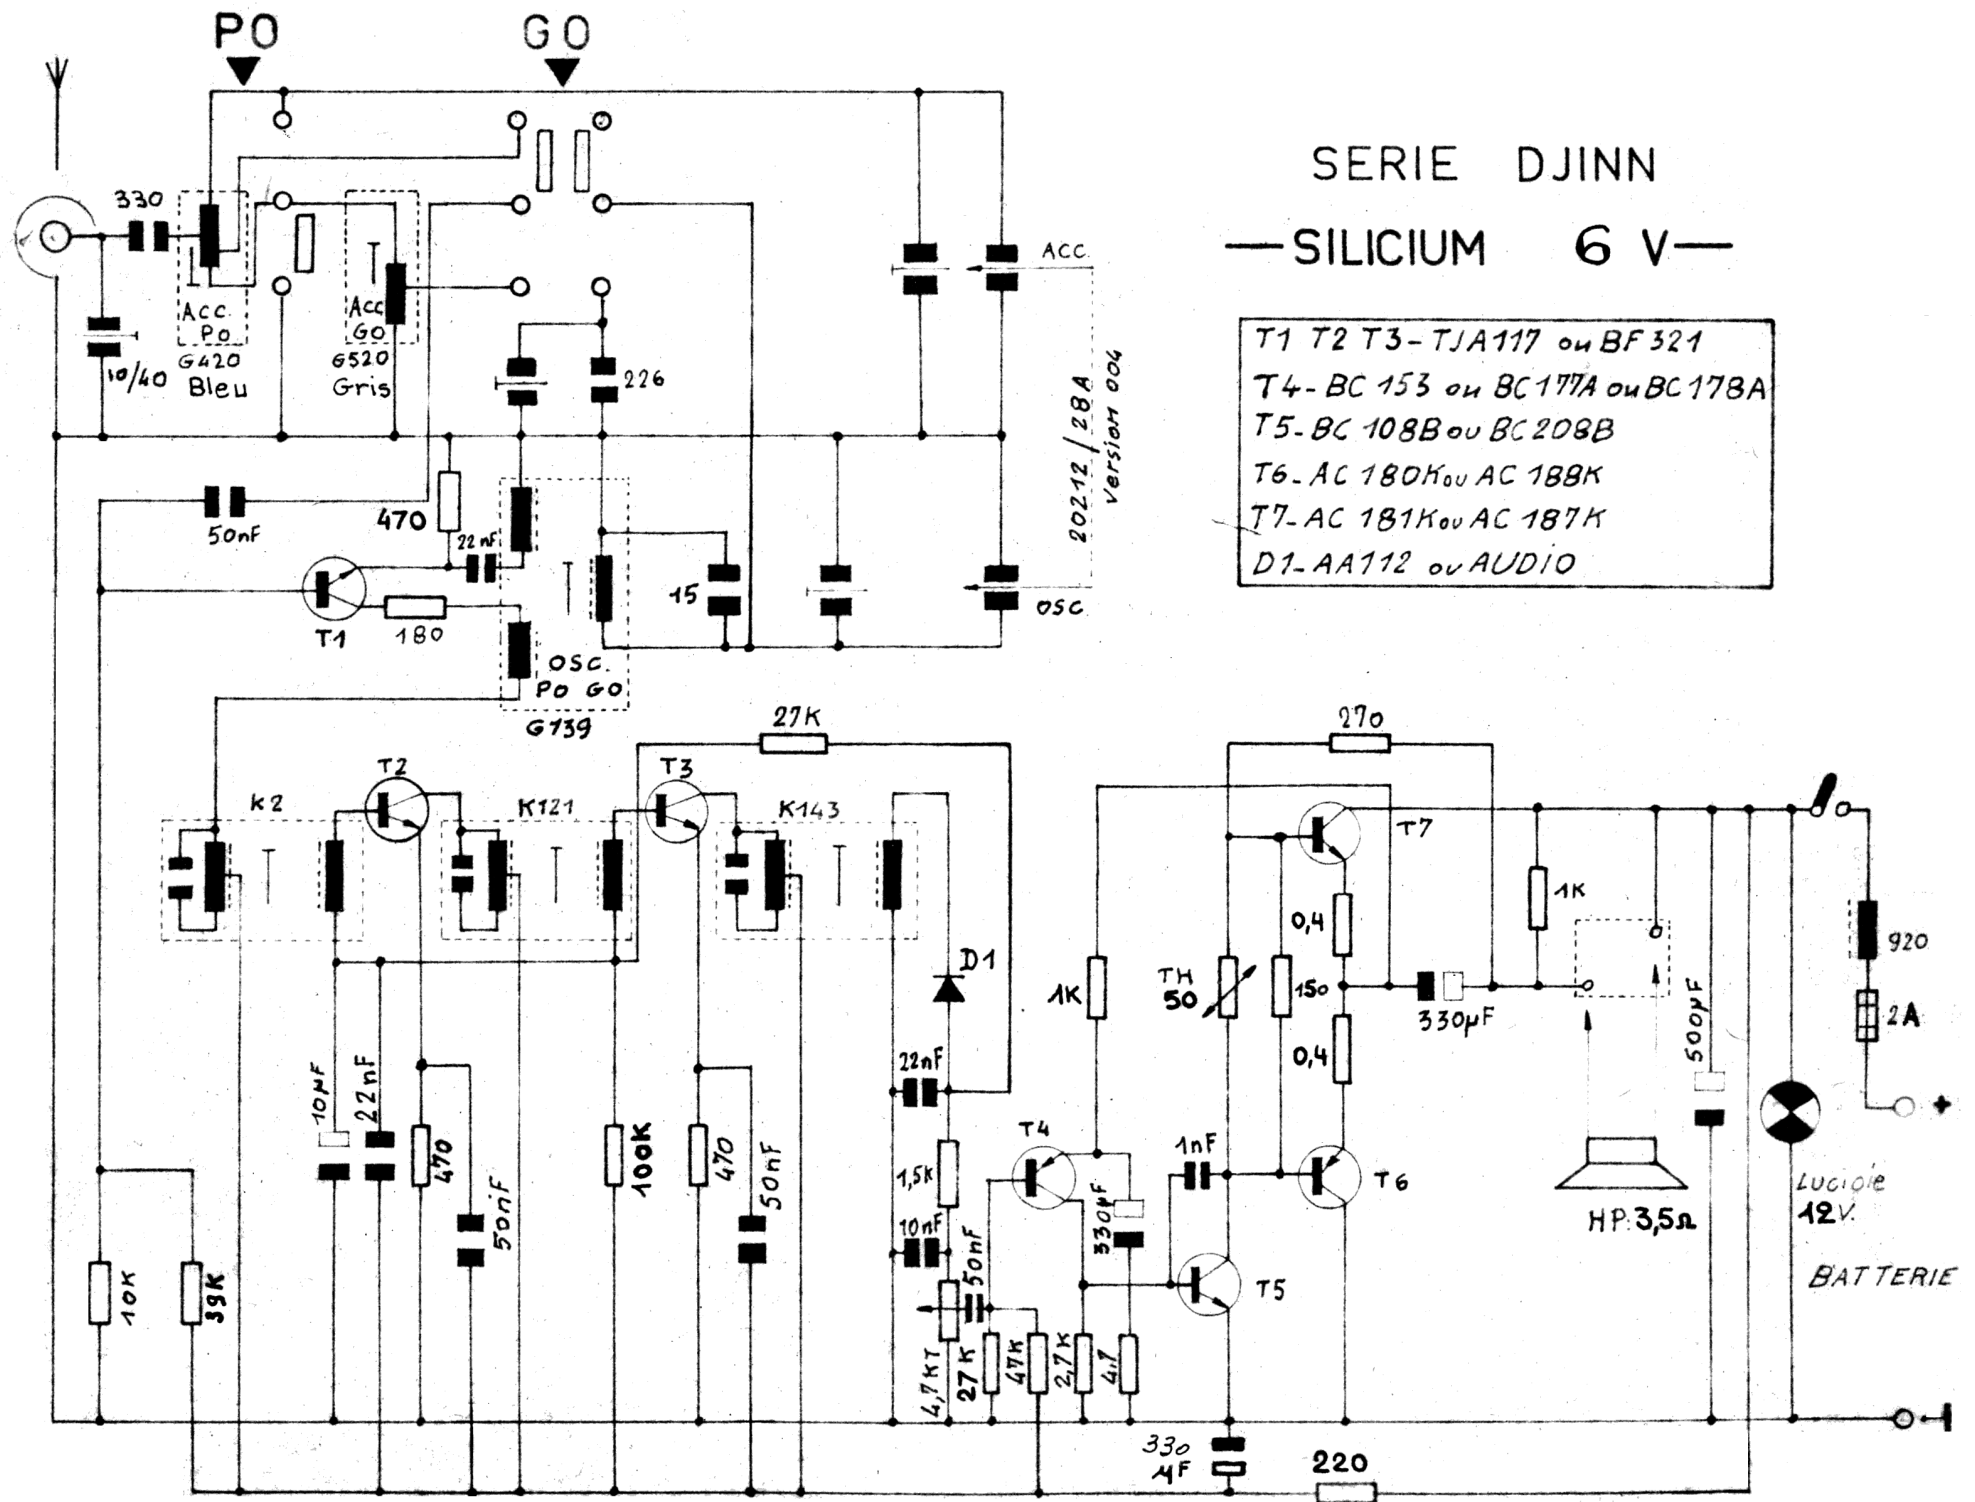 PO
GO
SERIE DJINN
—SILICIUM 6 V—
T1 T2 T3-TJA117 ou BF321
T4-BC 153 ou BC177A ou BC178A
T5-BC 108B ou BC208B
T6-AC 180K ou AC 188K
T7-AC 181K ou AC 187K
D1-AA112 ou AUDIO
330
ACC.
PO
G420
Bleu
10/40
ACC
GO
G520
Gris
226
ACC.
20212/28A
Version 004
OSC.
50nF
470
22nF
T1
180
15
OSC.
PO GO
G739
27K
270
K2
T2
K121
T3
K143
T7
1K
0,4
920
D1
1K
TH
50
150
330µF
0,4
500µF
2A
+
10µF
22nF
470
50nF
100K
470
50nF
22nF
1,5K
10nF
50nF
T4
330µF
1nF
T6
T5
HP:3,5Ω
Luciole
12V.
BATTERIE
10K
39K
4,7KT
27K
47K
2,7K
4,7
330
µF
220